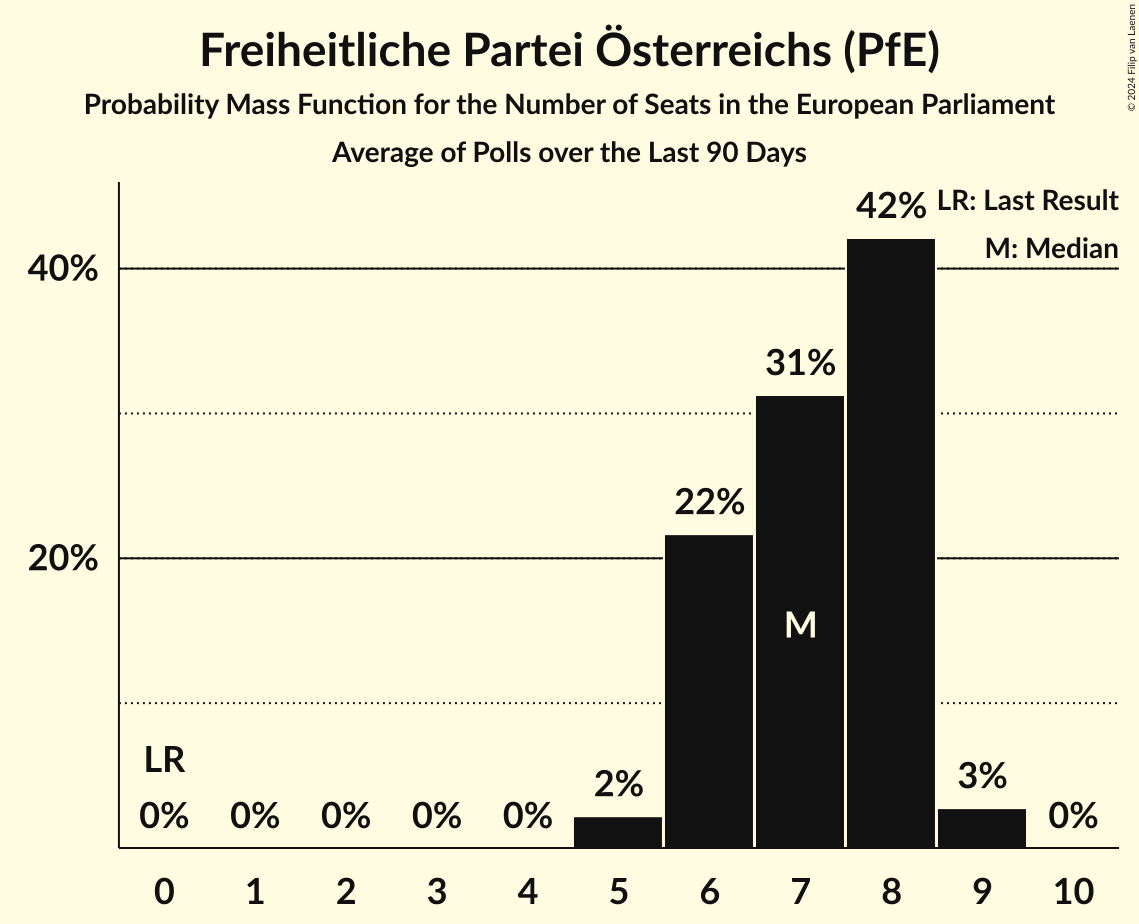 Freiheitliche Partei Österreichs (PfE)
Probability Mass Function for the Number of Seats in the European Parliament
Average of Polls over the Last 90 Days
© 2024 Filip van Laenen
LR: Last Result
M: Median
40%
20%
42%
31%
22%
M
LR
0%
0%
0%
0%
0%
2%
3%
0%
0 1 2 3 4 5 6 7 8 9 10